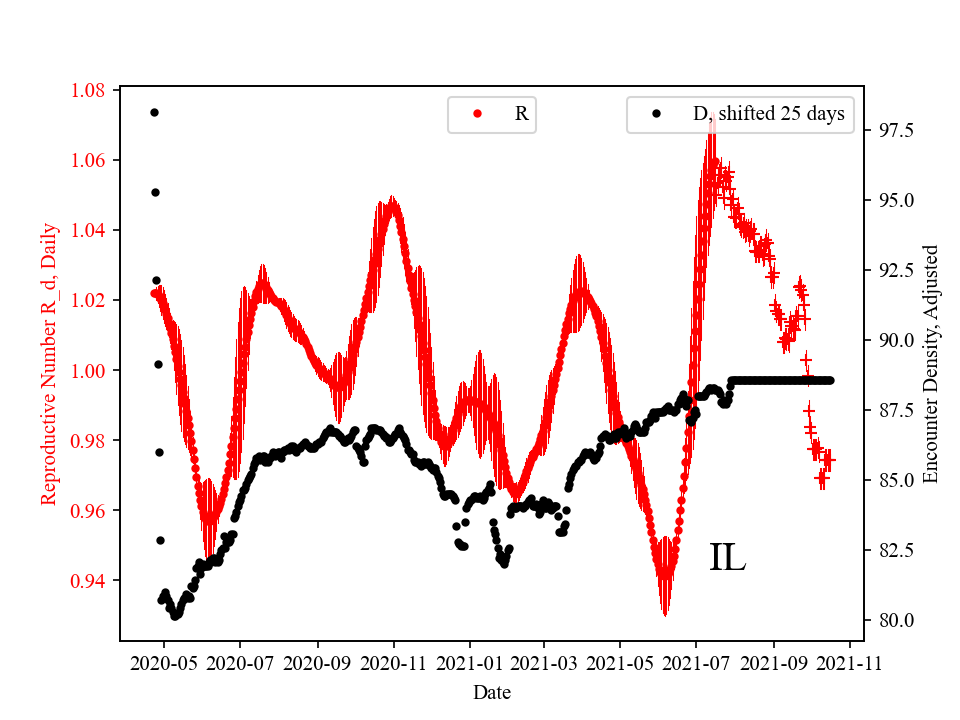 R
D, shifted 25 days
1.08
1.06
1.04
1.02
1.00
0.98
0.96
0.94
Reproductive Number R_d, Daily
97.5
95.0
92.5
90.0
87.5
85.0
82.5
80.0
Encounter Density, Adjusted
IL
2020-05 2020-07 2020-09 2020-11 2021-01 2021-03 2021-05 2021-07 2021-09 2021-11
Date